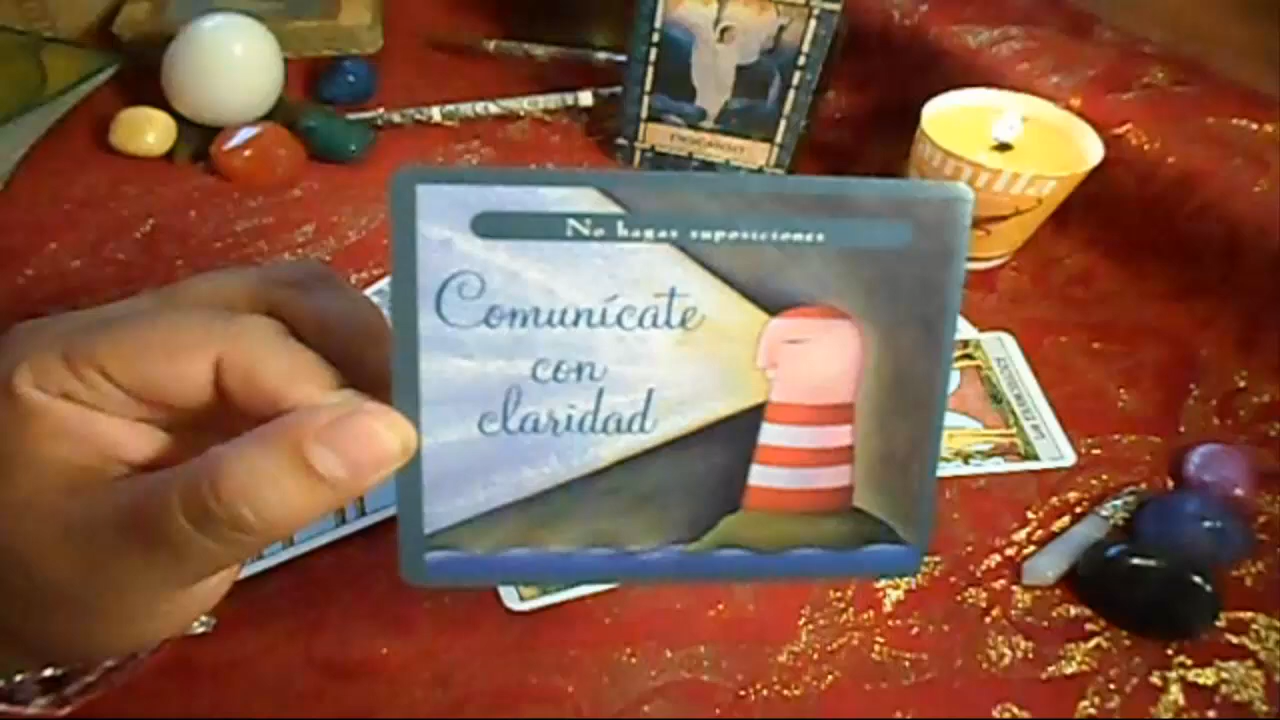 No hagas suposiciones
Comunícate
con
claridad